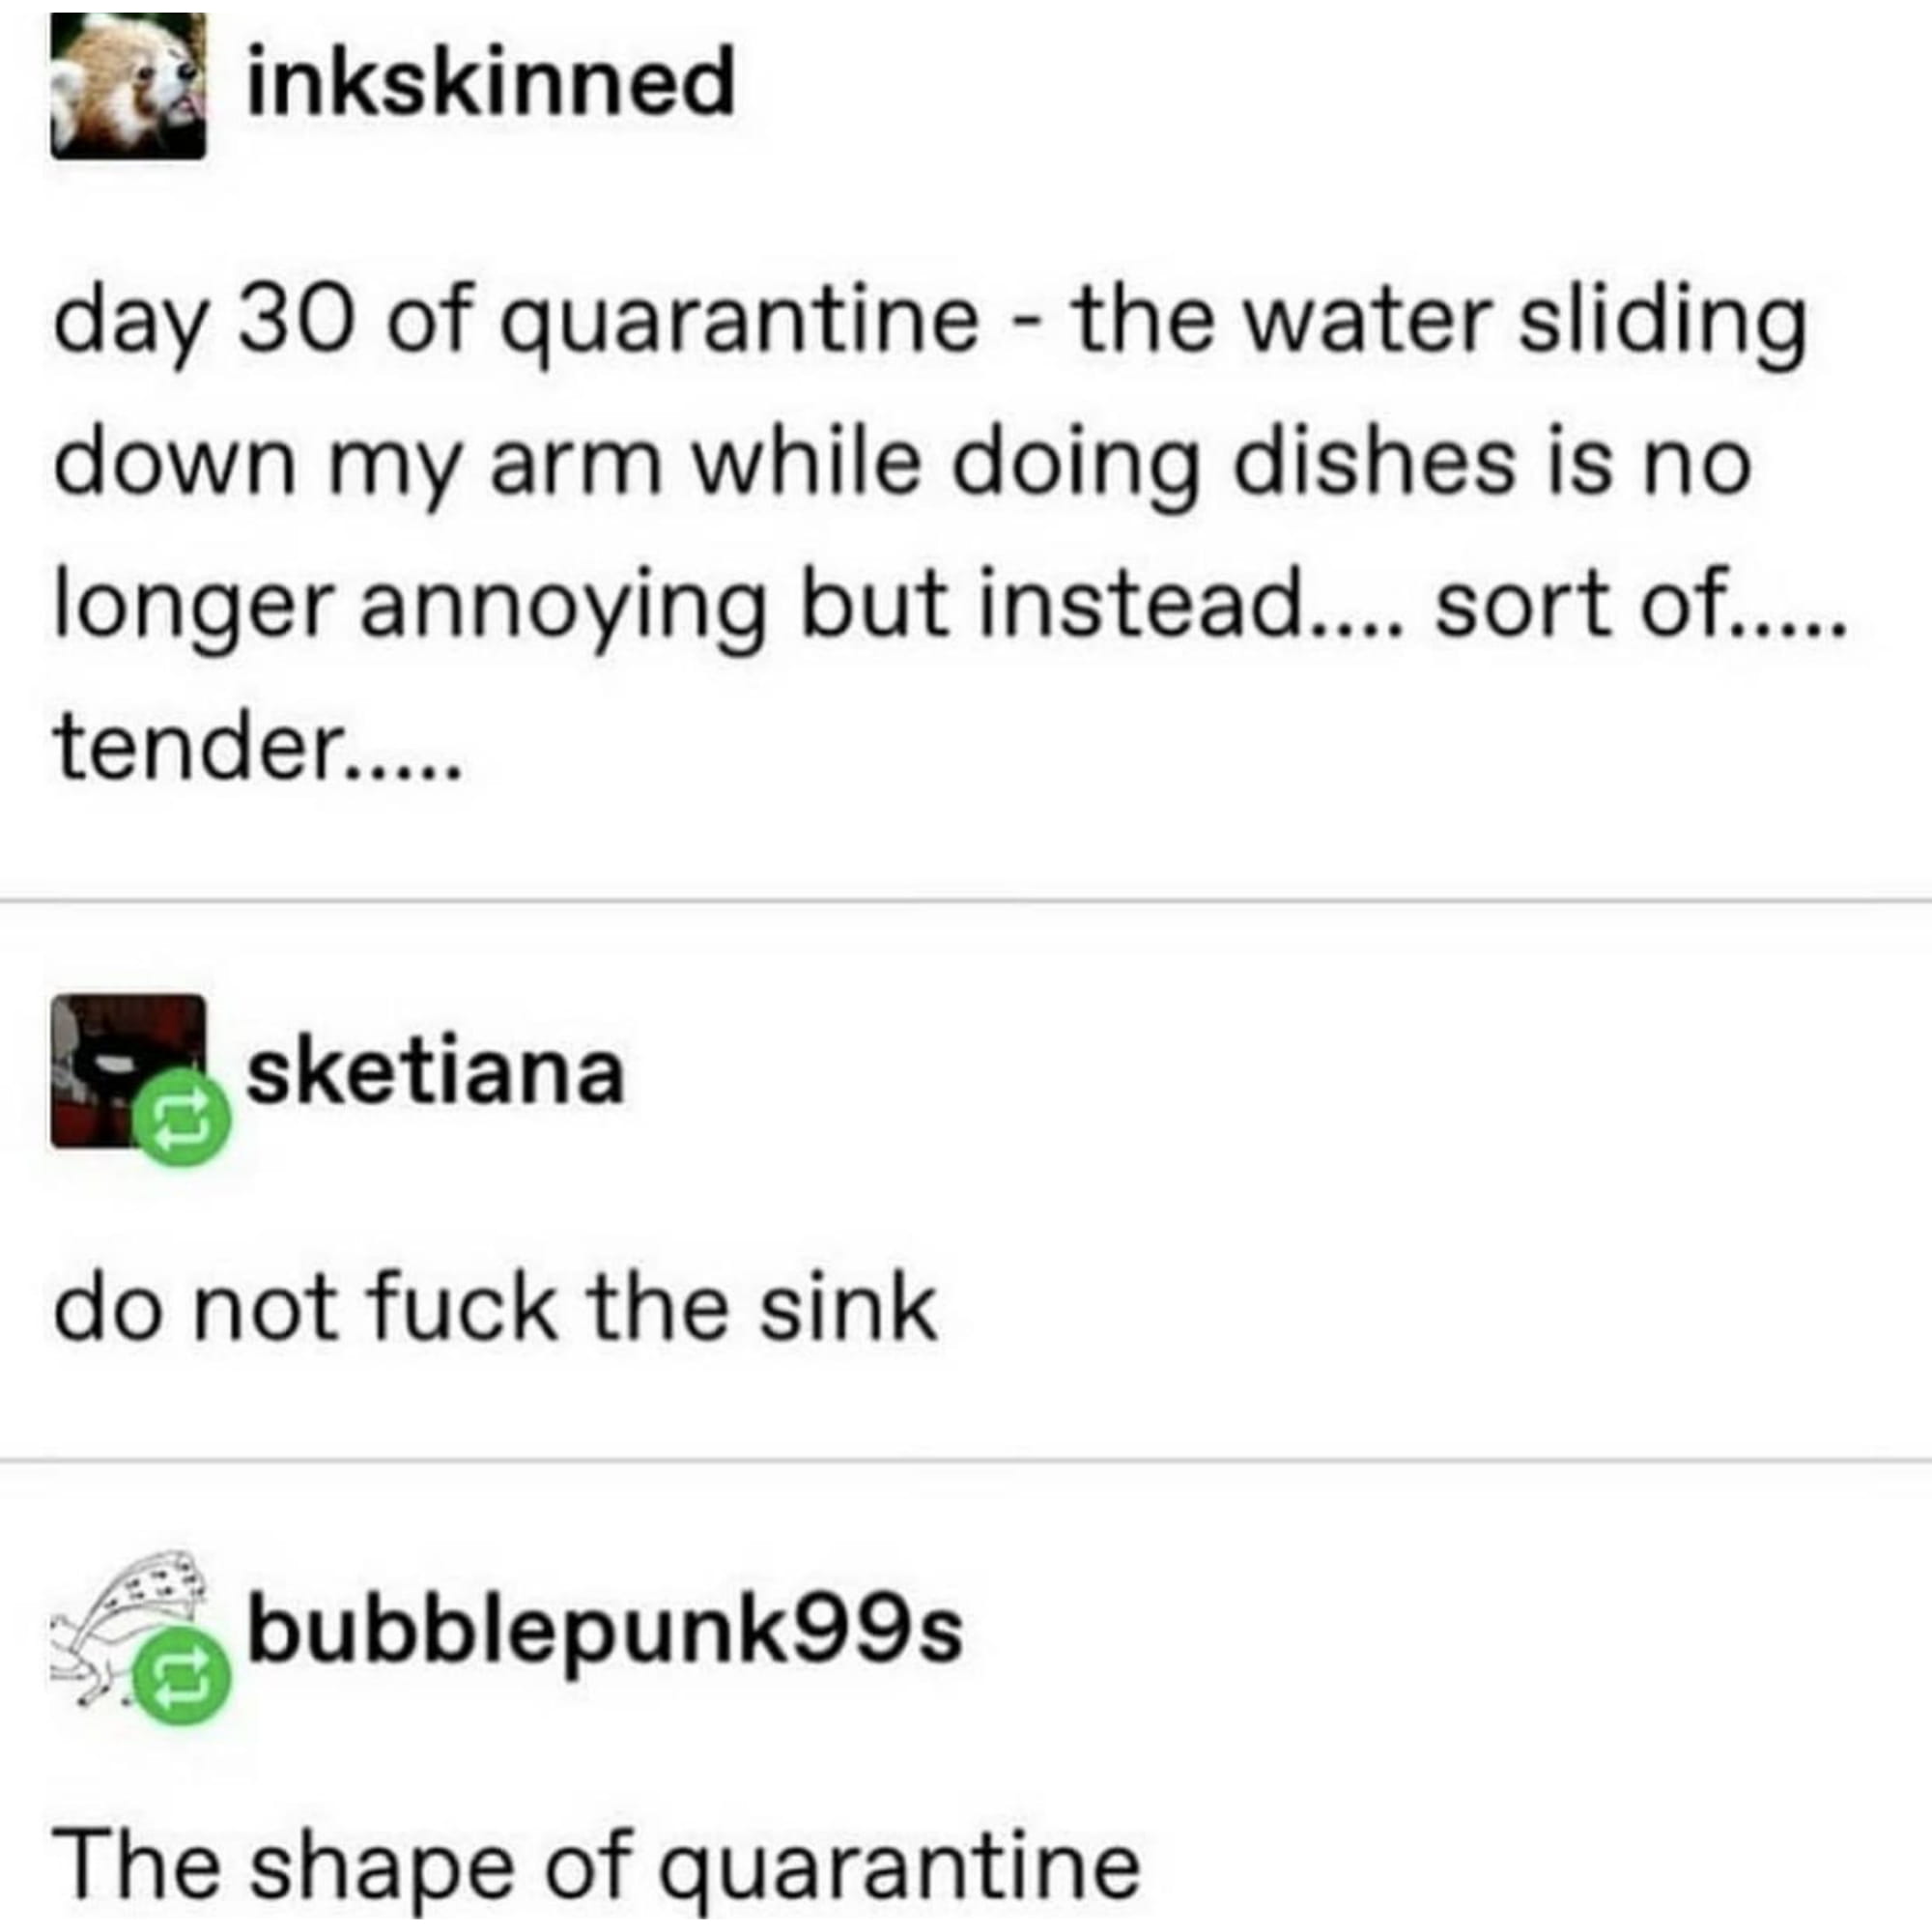 inkskinned
day 30 of quarantine - the water sliding
down my arm while doing dishes is no
longer annoying but instead.... sort of.....
tender.....
sketiana
do not fuck the sink
bubblepunk99s
The shape of quarantine